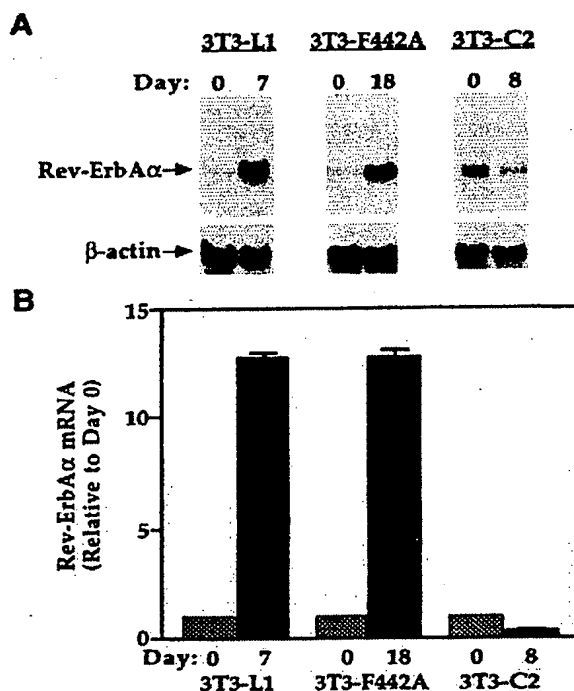 A
3T3-L1 3T3-F442A 3T3-C2
Day: 0 7 0 18 0 8
Rev-ErbAα
β-actin
B
Rev-ErbAα mRNA
(Relative to Day 0)
15
10
5
0
Day: 0 7 0 18 0 8
3T3-L1 3T3-F442A 3T3-C2